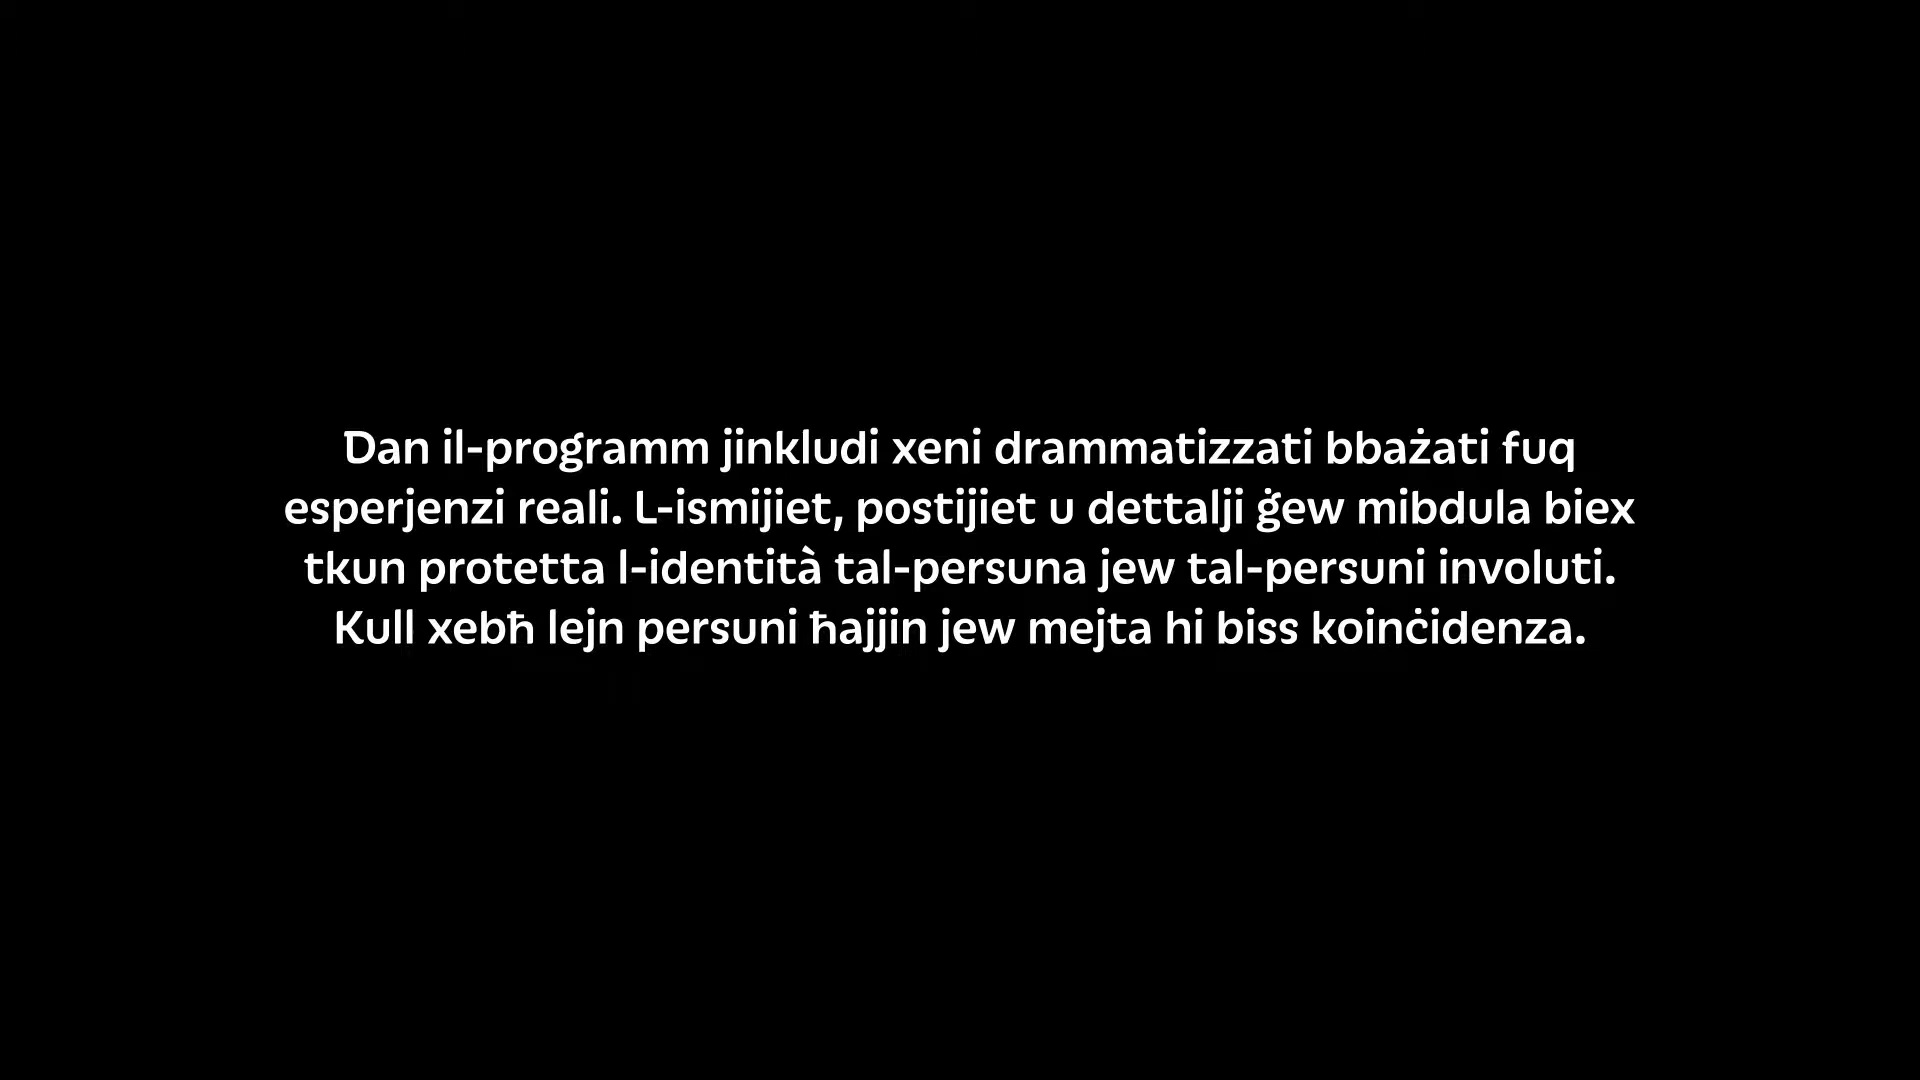 Dan il-programm jinkludi xeni drammatizzati bbażati fuq
esperjenzi reali. L-ismijiet, postijiet u dettalji ġew mibdula biex
tkun protetta l-identità tal-persuna jew tal-persuni involuti.
Kull xebħ lejn persuni ħajjin jew mejta hi biss koinċidenza.